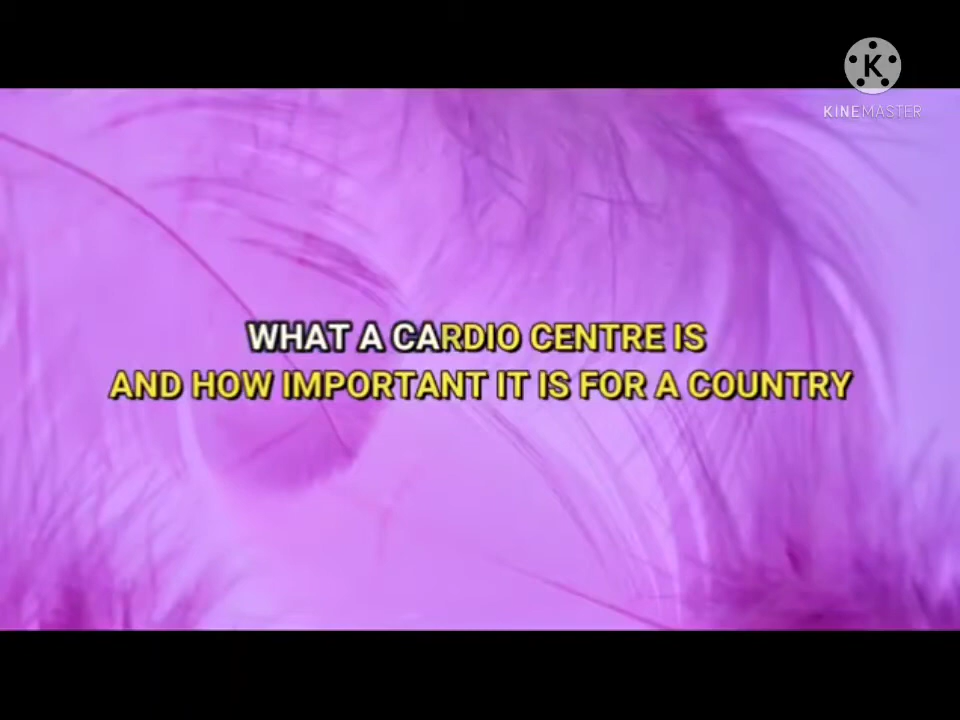 K
KINEMASTER
WHAT A CARDIO CENTRE IS
AND HOW IMPORTANT IT IS FOR A COUNTRY